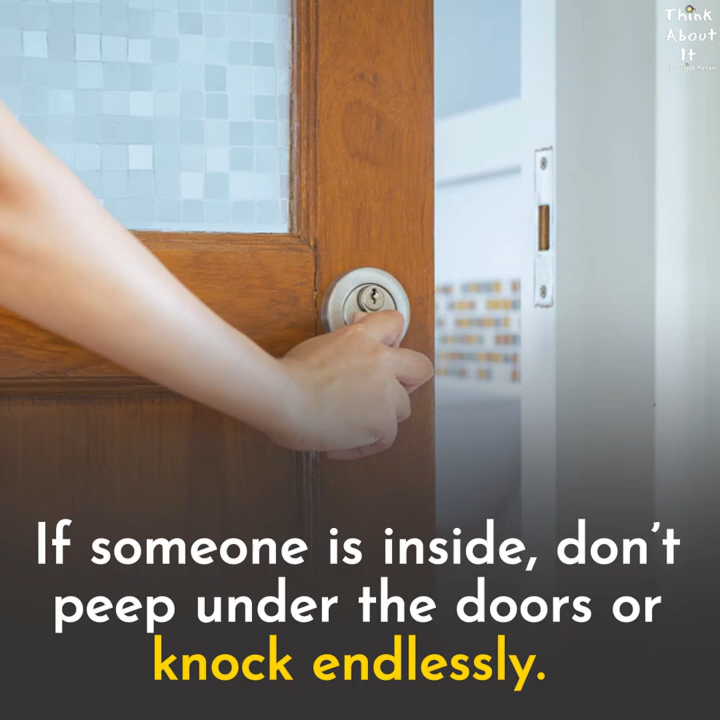 Think
About
It
If someone is inside, don't
peep under the doors or
knock endlessly.